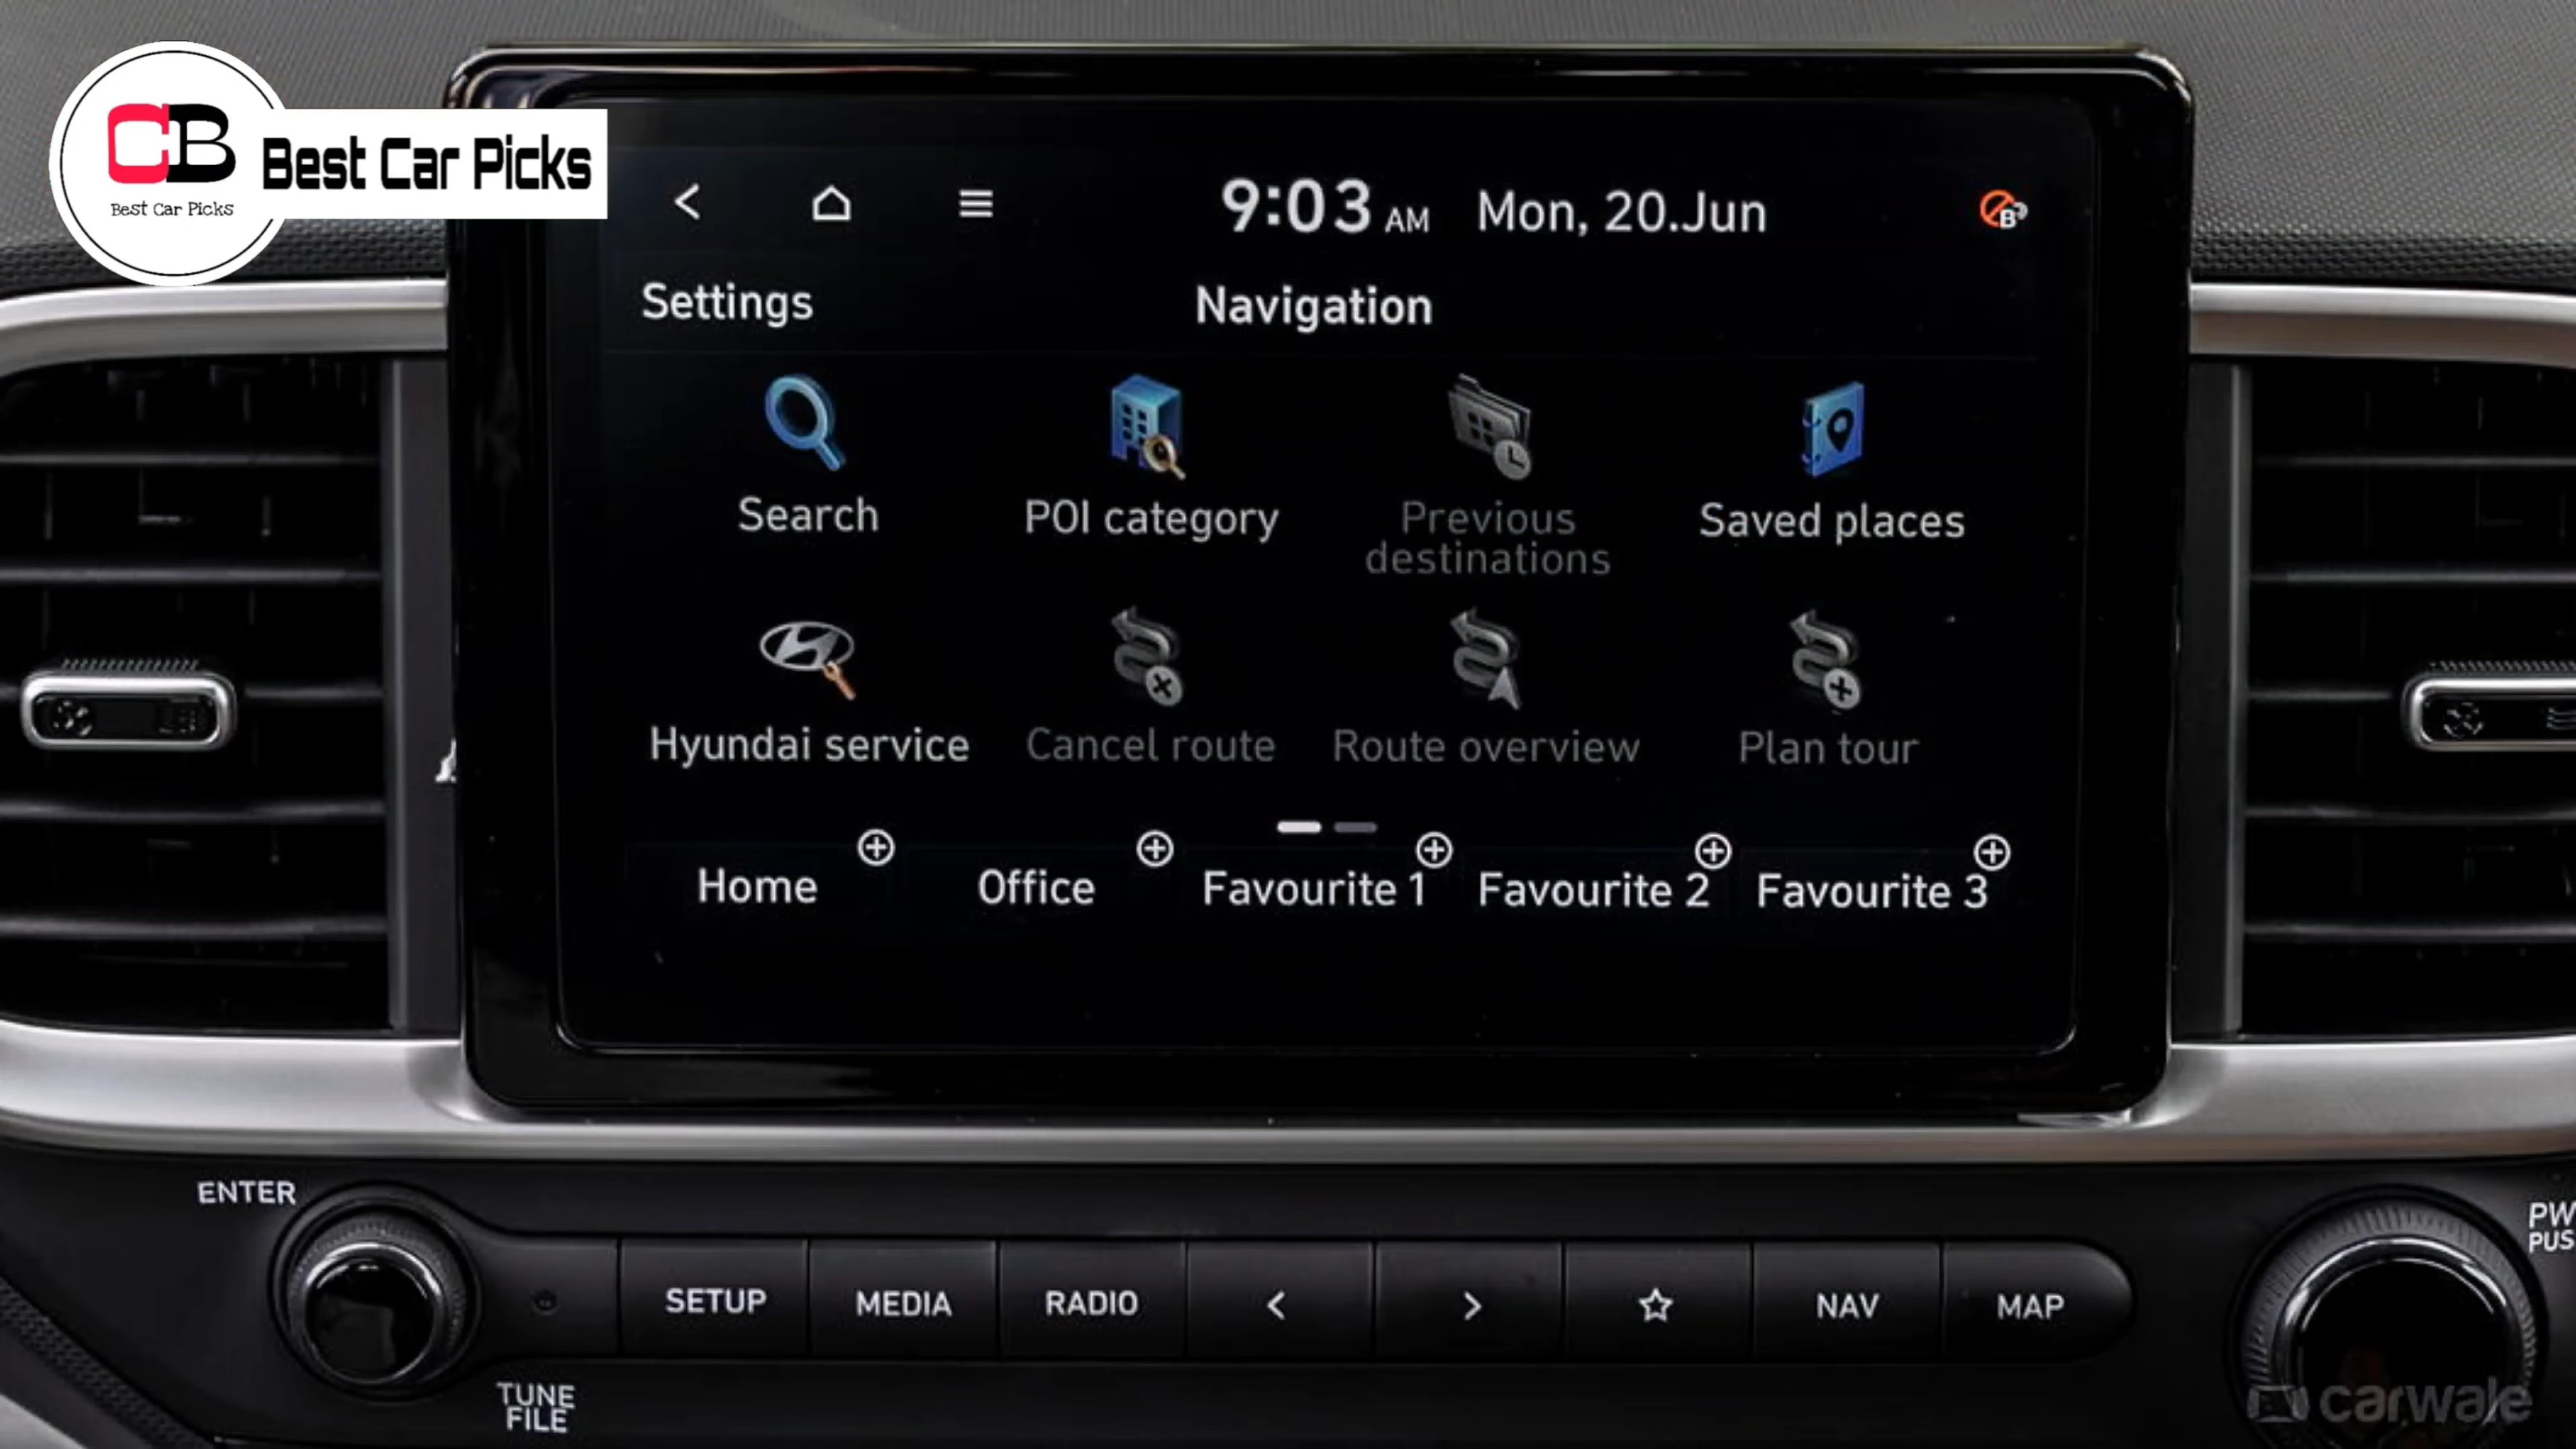 CB
Best Car Picks
Best Car Picks
9:03 AM Mon, 20.Jun
Settings
Navigation
Search
POI category
Previous
destinations
Saved places
Hyundai service
Cancel route
Route overview
Plan tour
Home
Office
Favourite 1
Favourite 2
Favourite 3
ENTER
PW
PUS
SETUP
MEDIA
RADIO
<
>
NAV
MAP
TUNE
FILE
carwale